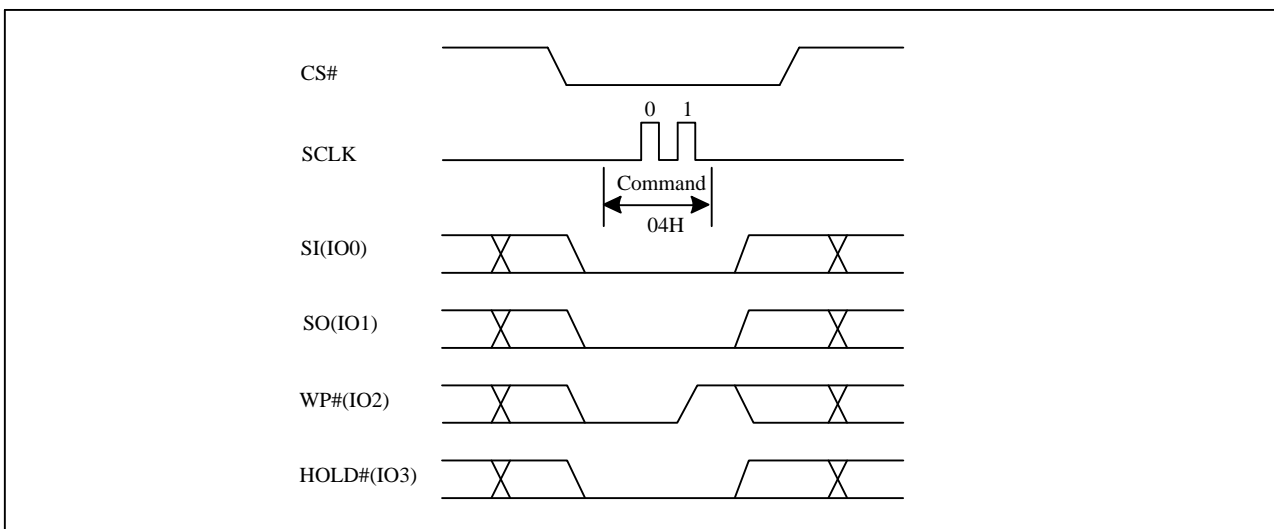 CS#
0 1
SCLK
Command
04H
SI(IO0)
SO(IO1)
WP#(IO2)
HOLD#(IO3)